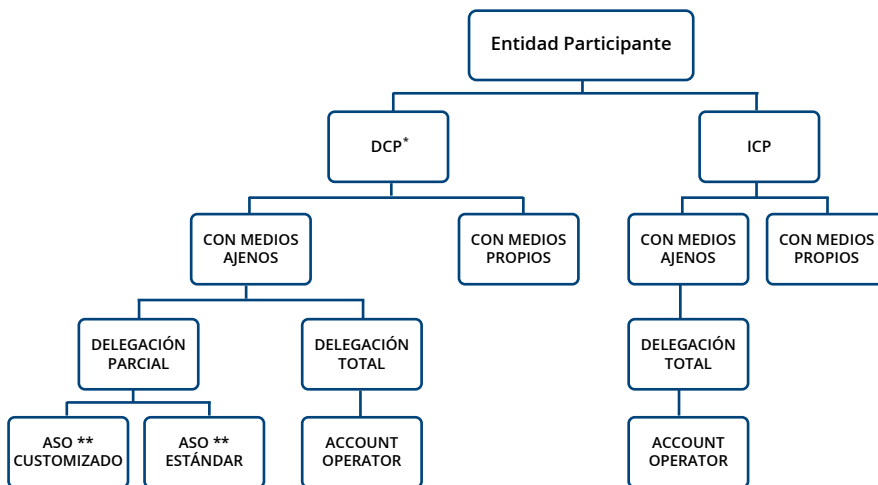 Entidad Participante
DCP*
ICP
CON MEDIOS
AJENOS
CON MEDIOS
PROPIOS
CON MEDIOS
AJENOS
CON MEDIOS
PROPIOS
DELEGACIÓN
PARCIAL
DELEGACIÓN
TOTAL
DELEGACIÓN
TOTAL
ASO **
CUSTOMIZADO
ASO **
ESTÁNDAR
ACCOUNT
OPERATOR
ACCOUNT
OPERATOR